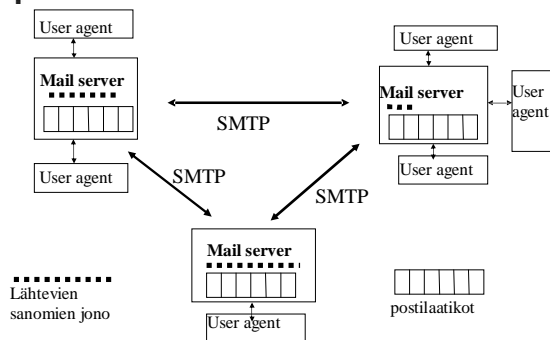 User agent
User agent
Mail server
Mail server
User
agent
SMTP
User agent
User agent
SMTP
SMTP
Mail server
Lähtevien
sanomien jono
postilaatikot
User agent